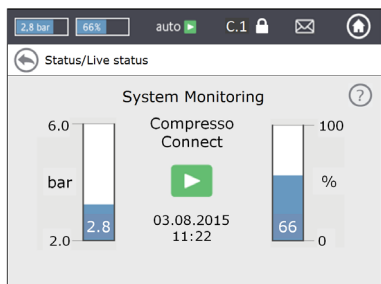 2,8 bar 66% auto C.1
Status/Live status
System Monitoring ?
6.0 Compresso 100
Connect
bar %
2.8 03.08.2015 66
2.0 11:22 0